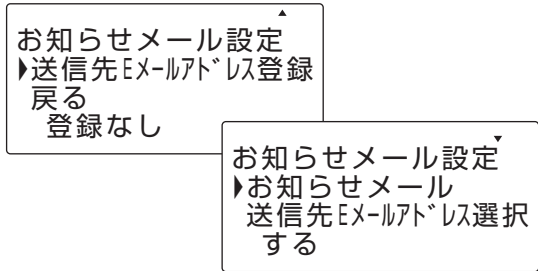 お知らせメール設定
▶送信先Eﾒｰﾙｱﾄﾞﾚｽ登録
戻る
登録なし
お知らせメール設定
▶お知らせメール
送信先Eﾒｰﾙｱﾄﾞﾚｽ選択
する